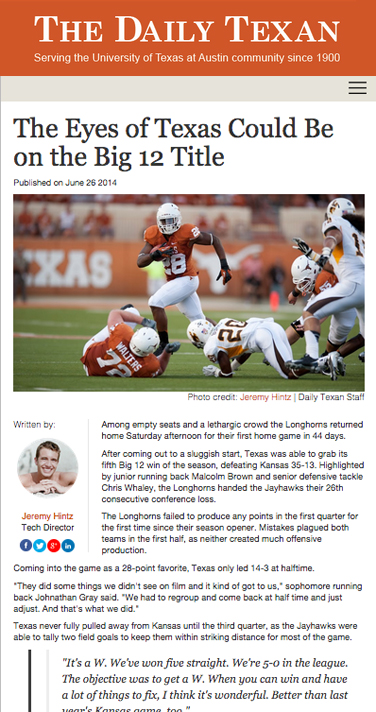 THE DAILY TEXAN
Serving the University of Texas at Austin community since 1900
The Eyes of Texas Could Be
on the Big 12 Title
Published on June 26 2014
EXAS
28
WALTERS
72
32
Photo credit: Jeremy Hintz | Daily Texan Staff
Written by:
Jeremy Hintz
Tech Director
Among empty seats and a lethargic crowd the Longhorns returned
home Saturday afternoon for their first home game in 44 days.
After coming out to a sluggish start, Texas was able to grab its
fifth Big 12 win of the season, defeating Kansas 35-13. Highlighted
by junior running back Malcolm Brown and senior defensive tackle
Chris Whaley, the Longhorns handed the Jayhawks their 26th
consecutive conference loss.
The Longhorns failed to produce any points in the first quarter for
the first time since their season opener. Mistakes plagued both
teams in the first half, as neither created much offensive
production.
Coming into the game as a 28-point favorite, Texas only led 14-3 at halftime.
"They did some things we didn't see on film and it kind of got to us," sophomore running
back Johnathan Gray said. "We had to regroup and come back at half time and just
adjust. And that's what we did."
Texas never fully pulled away from Kansas until the third quarter, as the Jayhawks were
able to tally two field goals to keep them within striking distance for most of the game.
"It's a W. We've won five straight. We're 5-0 in the league.
The objective was to get a W. When you can win and have
a lot of things to fix, I think it's wonderful. Better than last
year's Kansas game, too."